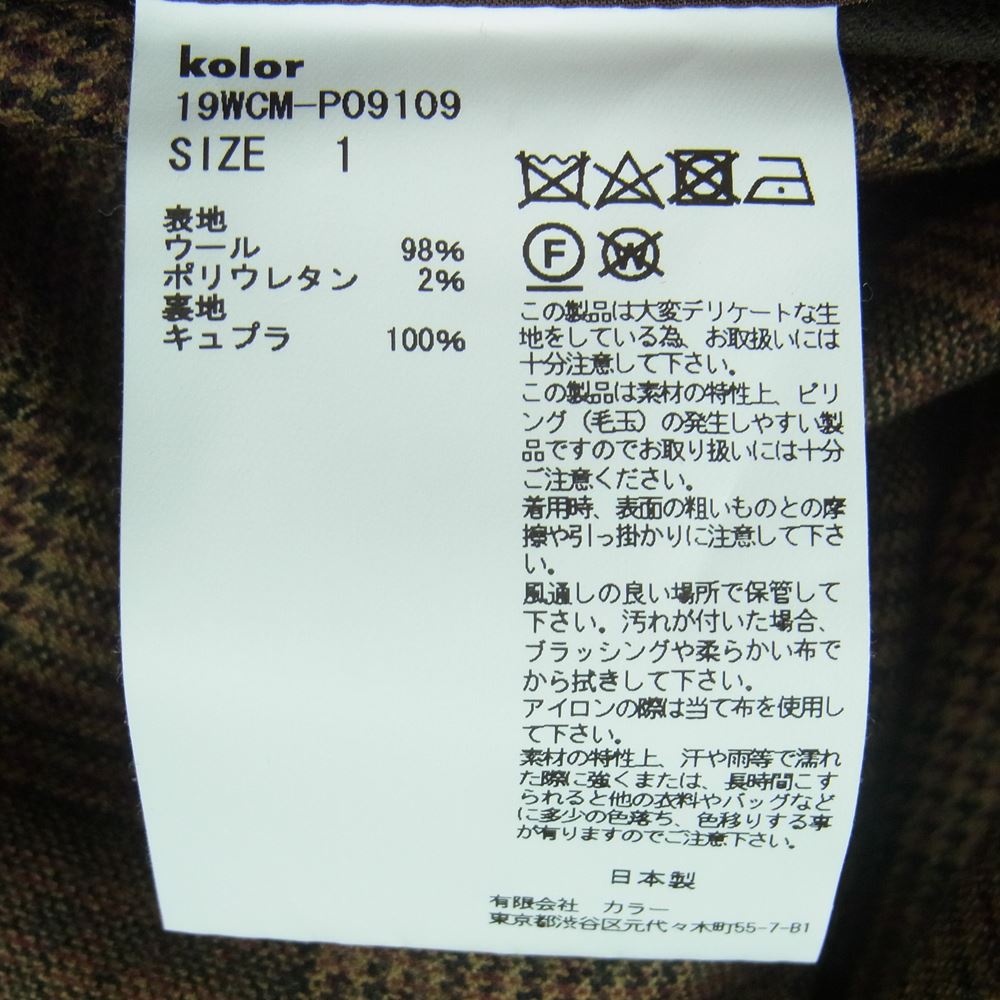 kolor
19WCM-P09109
SIZE 1
表地
ウール 98%
ポリウレタン 2%
裏地
キュプラ 100%
F
W
この製品は大変デリケートな生
地をしている為、お取扱いには
十分注意して下さい。
この製品は素材の特性上、ピリ
ング(毛玉)の発生しやすい製
品ですのでお取り扱いには十分
ご注意ください。
着用時、表面の粗いものとの摩
擦や引っ掛かりに注意して下さ
い。
風通しの良い場所で保管して
下さい。汚れが付いた場合、
ブラッシングや柔らかい布で
から拭きして下さい。
アイロンの際は当て布を使用し
て下さい。
素材の特性上、汗や雨等で濡れ
た際に強くまたは、長時間こす
られると他の衣料やバッグなど
に多少の色落ち、色移りする事
が有りますのでご注意下さい。
日本製
有限会社 カラー
東京都渋谷区元代々木町55-7-B1